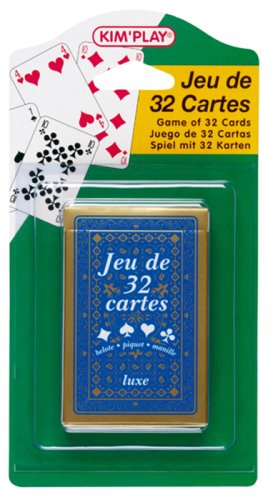 KIM'PLAY®
Jeu de
32 Cartes
Game of 32 Cards
Juego de 32 Cartas
Spiel mit 32 Karten
Jeu de
32
cartes
belote • piquet • manille
luxe